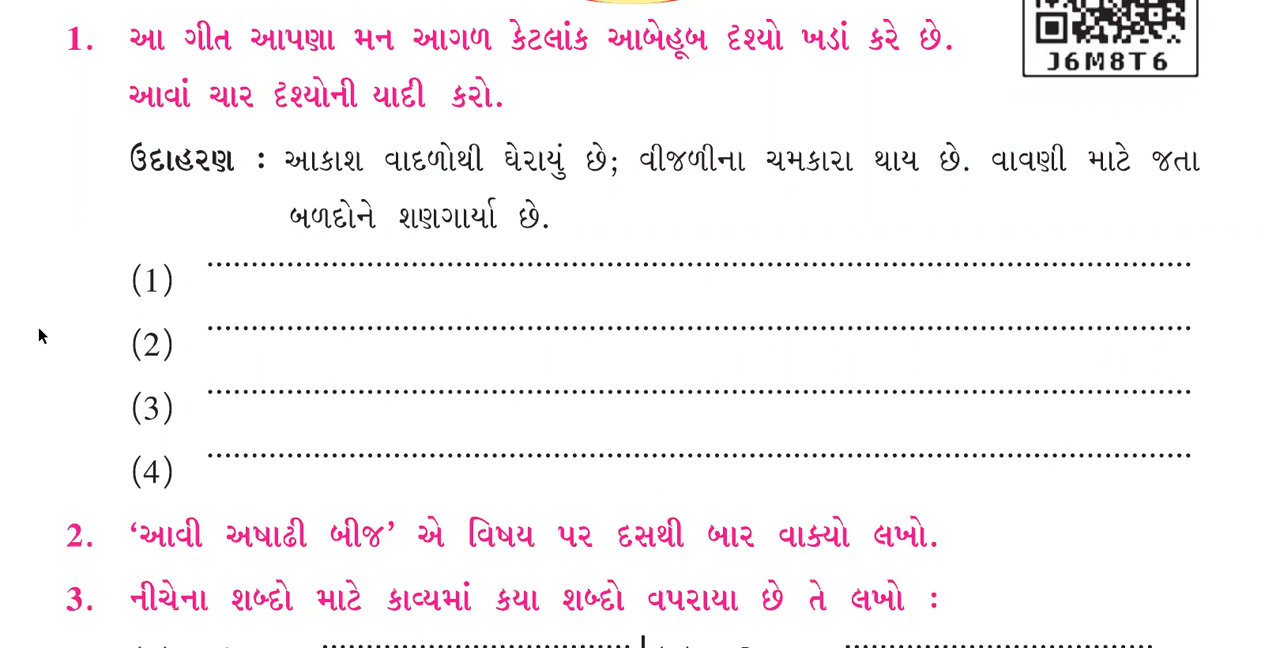 J6M8T6
1. આ ગીત આપણા મન આગળ કેટલાંક આબેહૂબ દૃશ્યો ખડાં કરે છે.
આવાં ચાર દૃશ્યોની યાદી કરો.
ઉદાહરણ : આકાશ વાદળોથી ઘેરાયું છે; વીજળીના ચમકારા થાય છે. વાવણી માટે જતા
બળદોને શણગાર્યા છે.
(1) ........................................................................
(2) ........................................................................
(3) ........................................................................
(4) ........................................................................
2. ‘આવી અષાઢી બીજ’ એ વિષય પર દસથી બાર વાક્યો લખો.
3. નીચેના શબ્દો માટે કાવ્યમાં કયા શબ્દો વપરાયા છે તે લખો :